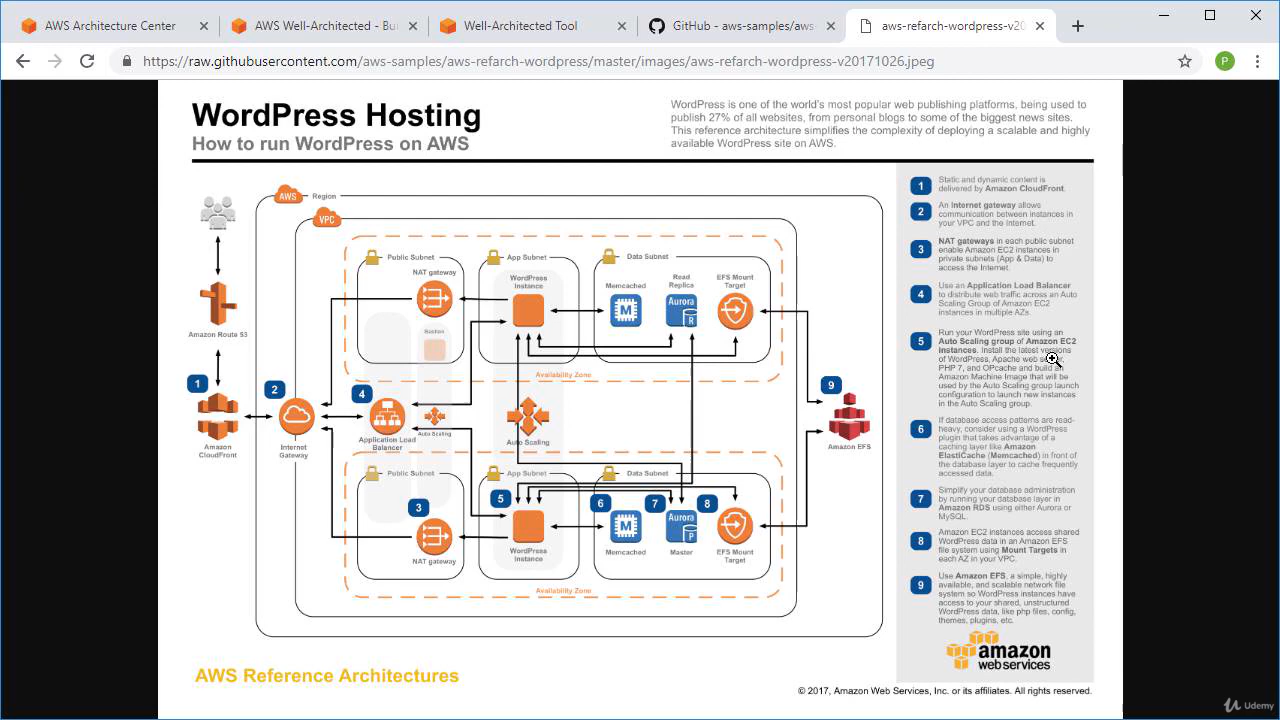 AWS Architecture Center
AWS Well-Architected - Bu
Well-Architected Tool
GitHub - aws-samples/aws-
aws-refarch-wordpress-v20
https://raw.githubusercontent.com/aws-samples/aws-refarch-wordpress/master/images/aws-refarch-wordpress-v20171026.jpeg
P
WordPress Hosting
How to run WordPress on AWS
WordPress is one of the world's most popular web publishing platforms, being used to
publish 27% of all websites, from personal blogs to some of the biggest news sites.
This reference architecture simplifies the complexity of deploying a scalable and highly
available WordPress site on AWS.
AWS
Region
VPC
Public Subnet
App Subnet
Data Subnet
NAT gateway
WordPress
Instance
Memcached
Read
Replica
EFS Mount
Target
M
Aurora
R
Bastion
Amazon Route 53
Availability Zone
1
2
4
9
Amazon
CloudFront
Internet
Gateway
Application Load
Balancer
Auto Scaling
Auto Scaling
Amazon EFS
Public Subnet
App Subnet
Data Subnet
3
5
6
7
8
M
Aurora
P
NAT gateway
WordPress
Instance
Memcached
Master
EFS Mount
Target
Availability Zone
1
Static and dynamic content is
delivered by Amazon CloudFront.
2
An Internet gateway allows
communication between instances in
your VPC and the Internet.
3
NAT gateways in each public subnet
enable Amazon EC2 instances in
private subnets (App & Data) to
access the Internet.
4
Use an Application Load Balancer
to distribute web traffic across an Auto
Scaling Group of Amazon EC2
instances in multiple AZs.
5
Run your WordPress site using an
Auto Scaling group of Amazon EC2
instances. Install the latest versions
of WordPress, Apache web server,
PHP 7, and OPcache and build an
Amazon Machine Image that will be
used by the Auto Scaling group launch
configuration to launch new instances
in the Auto Scaling group.
6
If database access patterns are read-
heavy, consider using a WordPress
plugin that takes advantage of a
caching layer like Amazon
ElastiCache (Memcached) in front of
the database layer to cache frequently
accessed data.
7
Simplify your database administration
by running your database layer in
Amazon RDS using either Aurora or
MySQL.
8
Amazon EC2 instances access shared
WordPress data in an Amazon EFS
file system using Mount Targets in
each AZ in your VPC.
9
Use Amazon EFS, a simple, highly
available, and scalable network file
system so WordPress instances have
access to your shared, unstructured
WordPress data, like php files, config,
themes, plugins, etc.
amazon
web services
AWS Reference Architectures
© 2017, Amazon Web Services, Inc. or its affiliates. All rights reserved.
Udemy